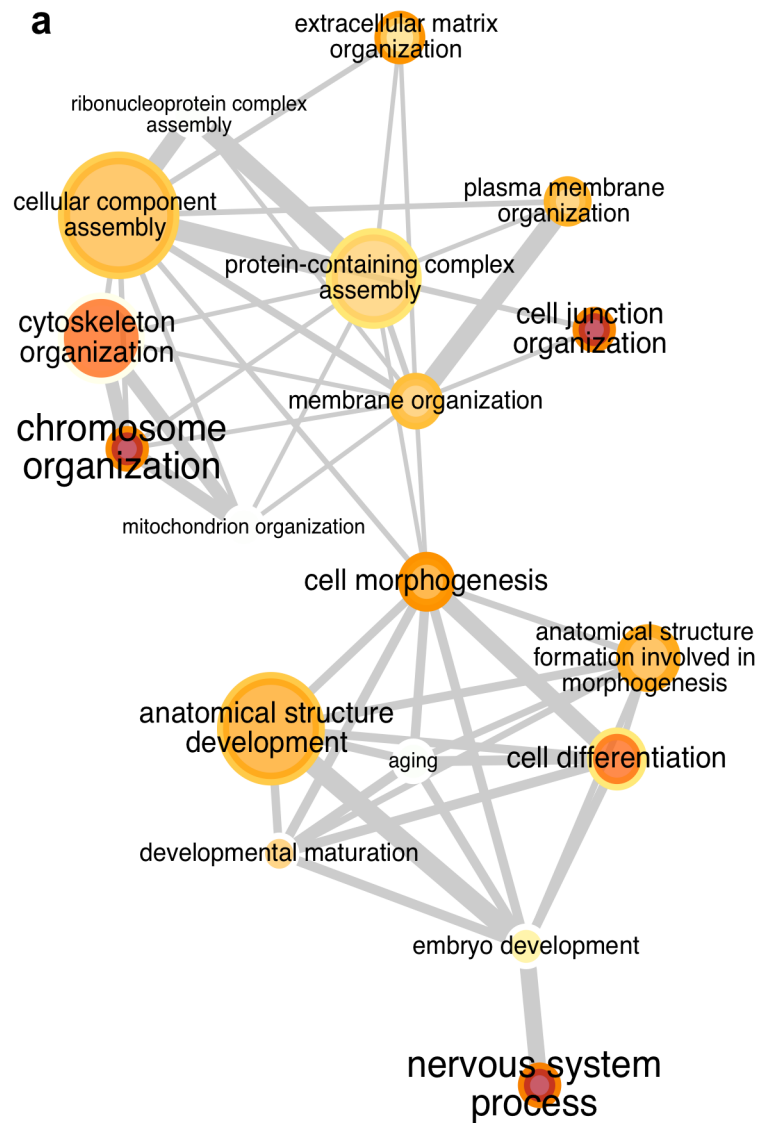 a
extracellular matrix
organization
ribonucleoprotein complex
assembly
cellular component
assembly
plasma membrane
organization
protein-containing complex
assembly
cytoskeleton
organization
cell junction
organization
membrane organization
chromosome
organization
mitochondrion organization
cell morphogenesis
anatomical structure
formation involved in
morphogenesis
anatomical structure
development
aging
cell differentiation
developmental maturation
embryo development
nervous system
process